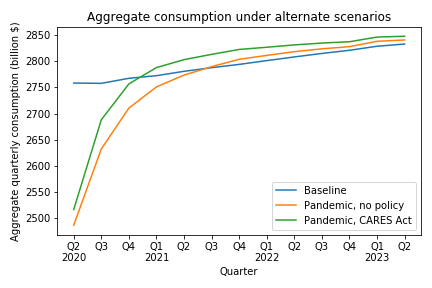 Aggregate consumption under alternate scenarios
Aggregate quarterly consumption (billion $)
2850
2800
2750
2700
2650
2600
2550
2500
Baseline
Pandemic, no policy
Pandemic, CARES Act
Q2 Q3 Q4 Q1 Q2 Q3 Q4 Q1 Q2 Q3 Q4 Q1 Q2
2020 2021 2022 2023
Quarter